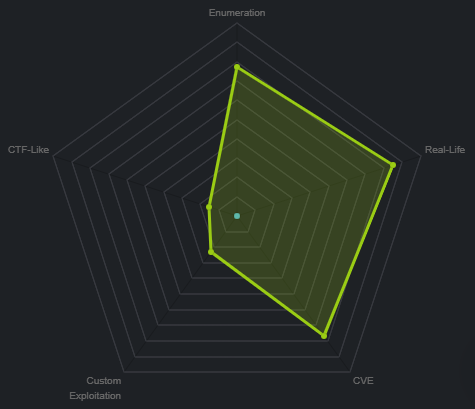 Enumeration
CTF-Like
Real-Life
Custom
Exploitation
CVE